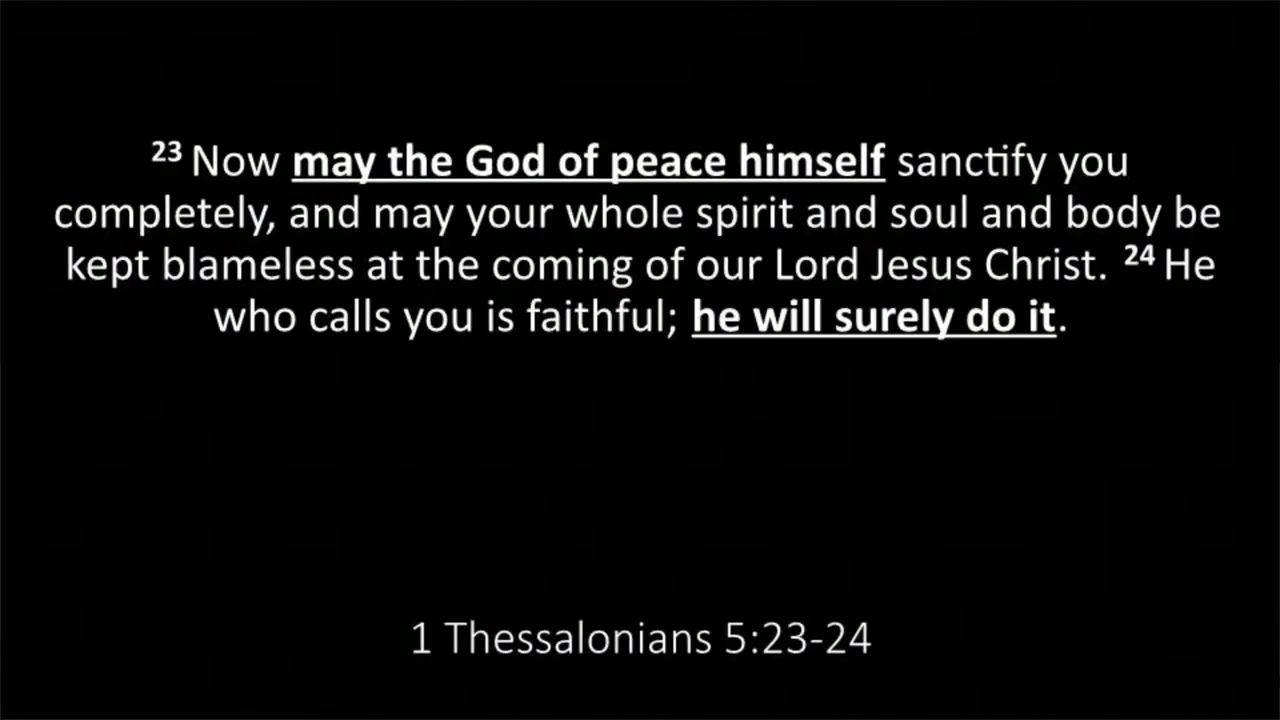 23 Now may the God of peace himself sanctify you
completely, and may your whole spirit and soul and body be
kept blameless at the coming of our Lord Jesus Christ. 24 He
who calls you is faithful; he will surely do it.
1 Thessalonians 5:23-24